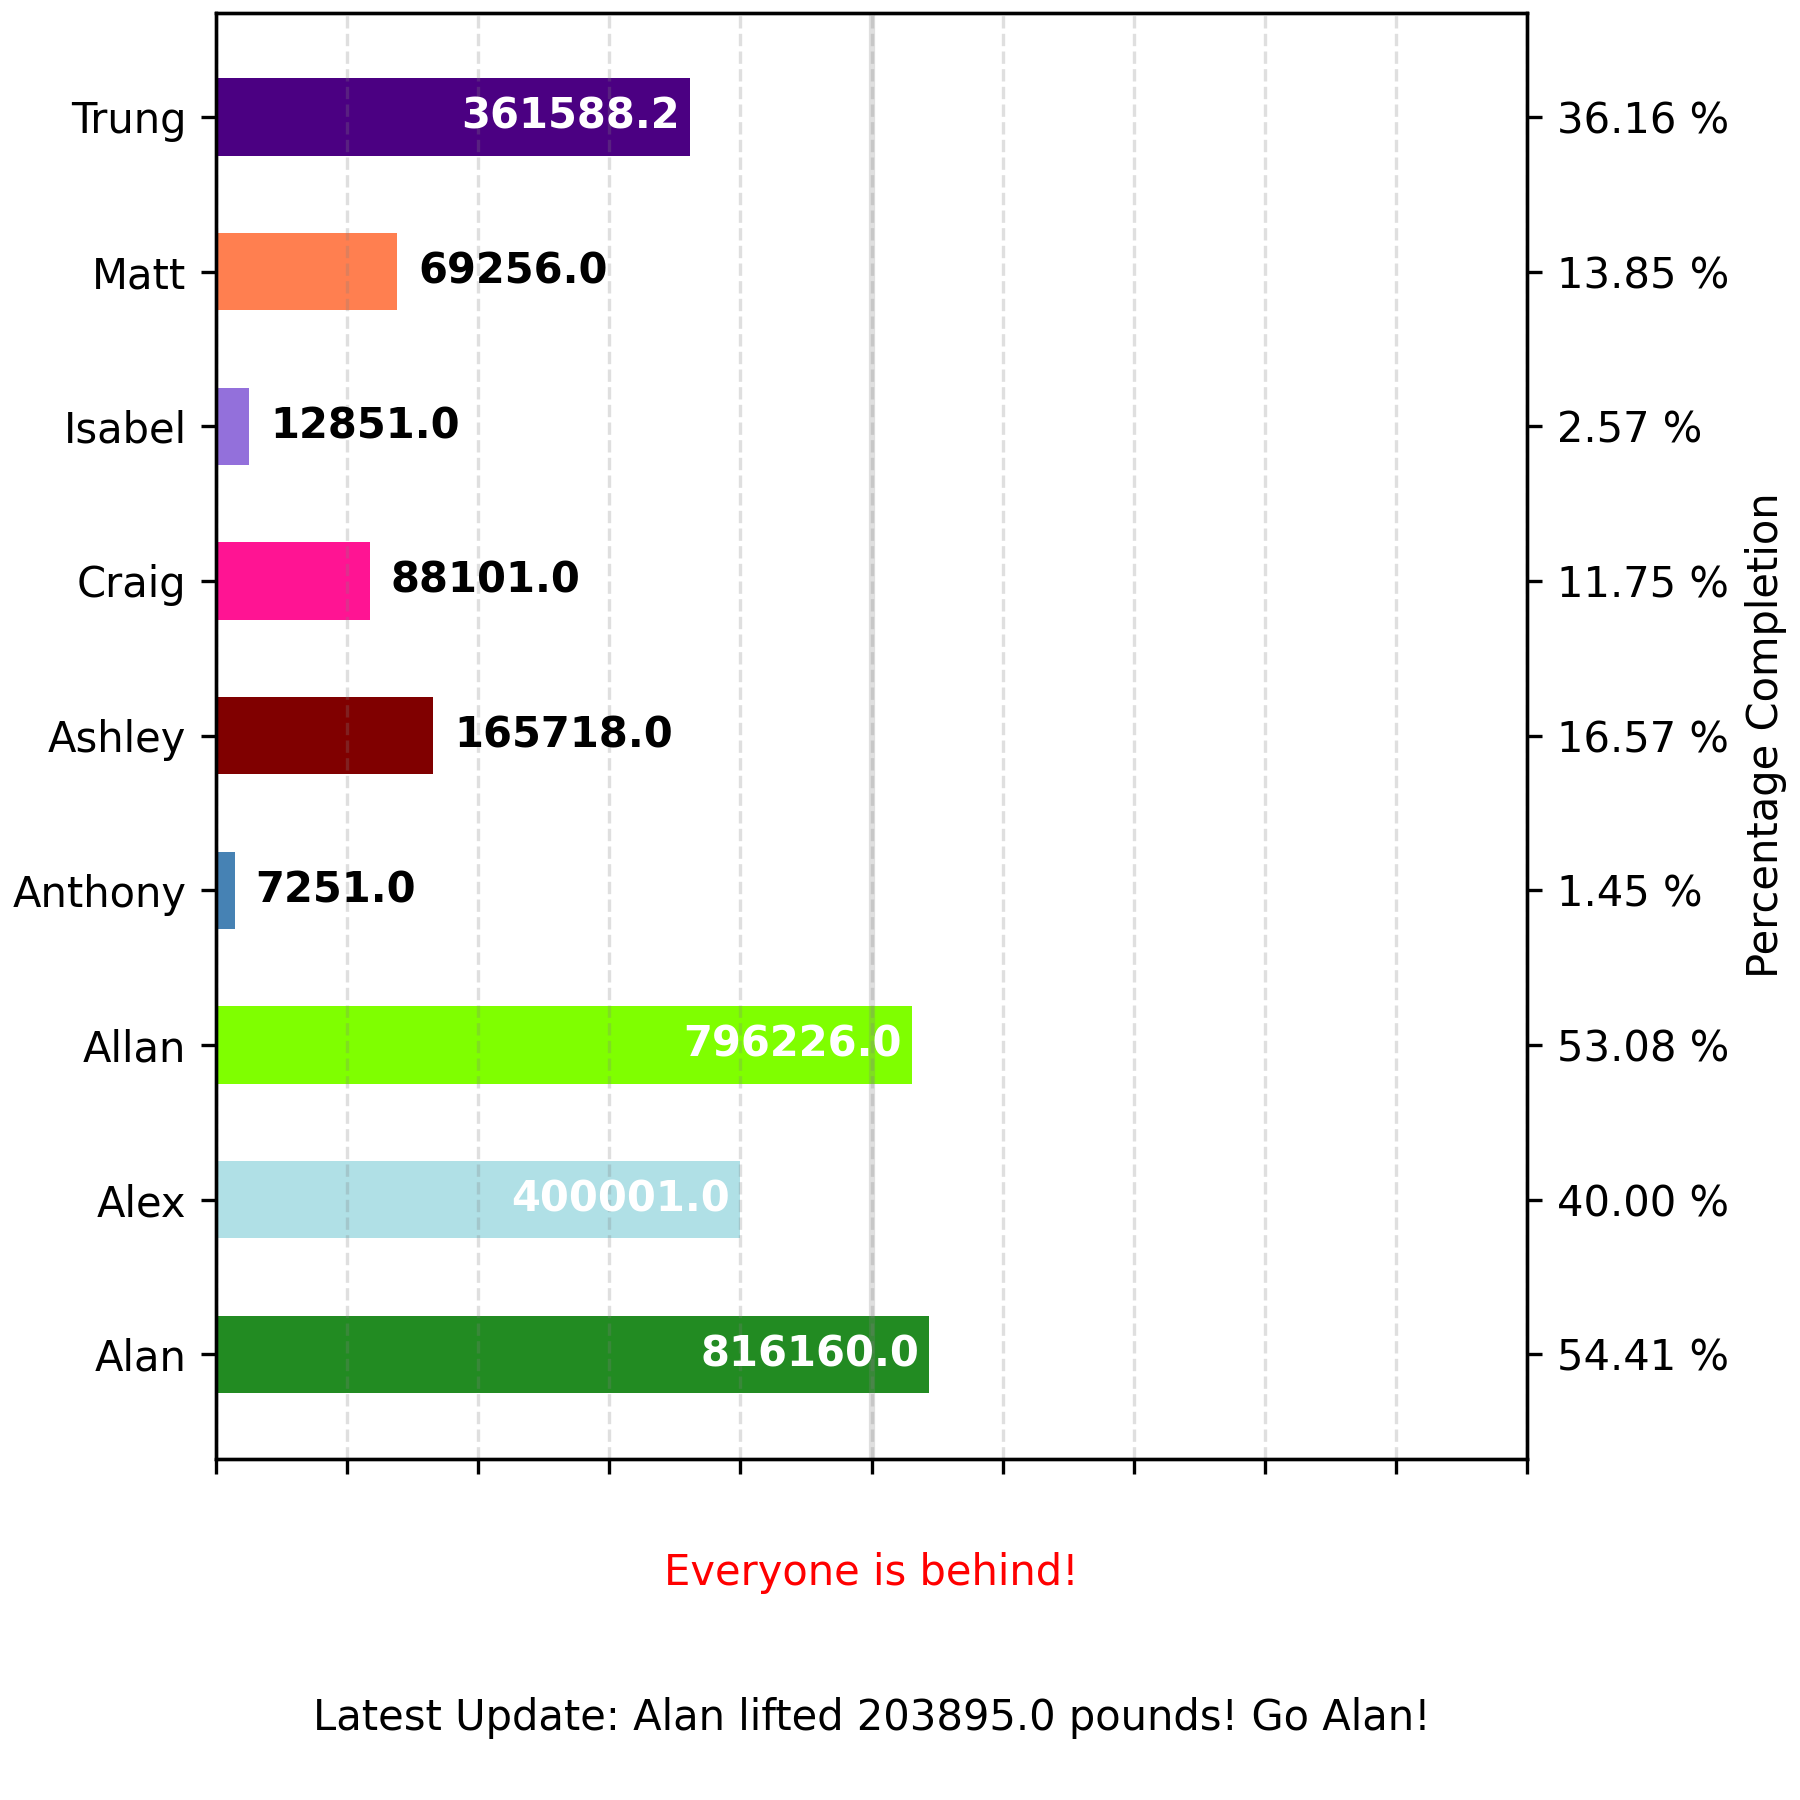 Trung 361588.2 36.16 %
Matt 69256.0 13.85 %
Isabel 12851.0 2.57 %
Craig 88101.0 11.75 %
Ashley 165718.0 16.57 %
Anthony 7251.0 1.45 %
Allan 796226.0 53.08 %
Alex 400001.0 40.00 %
Alan 816160.0 54.41 %
Percentage Completion
Everyone is behind!
Latest Update: Alan lifted 203895.0 pounds! Go Alan!